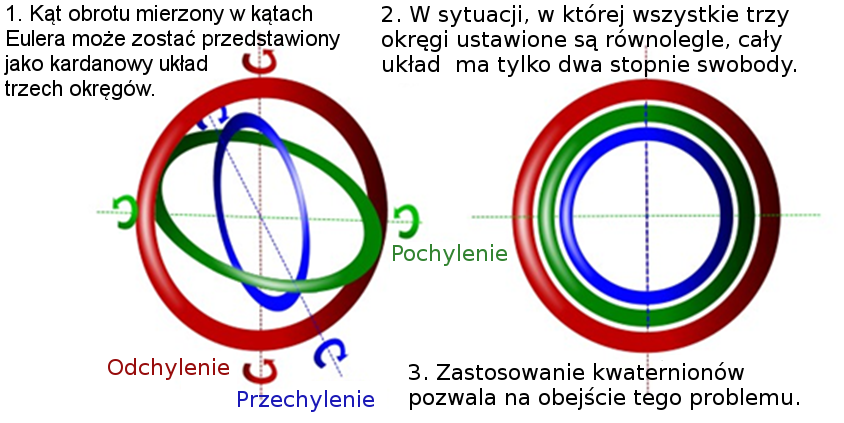 1. Kąt obrotu mierzony w kątach
Eulera może zostać przedstawiony
jako kardanowy układ
trzech okręgów.
2. W sytuacji, w której wszystkie trzy
okręgi ustawione są równolegle, cały
układ  ma tylko dwa stopnie swobody.
Pochylenie
Odchylenie
Przechylenie
3. Zastosowanie kwaternionów
pozwala na obejście tego problemu.